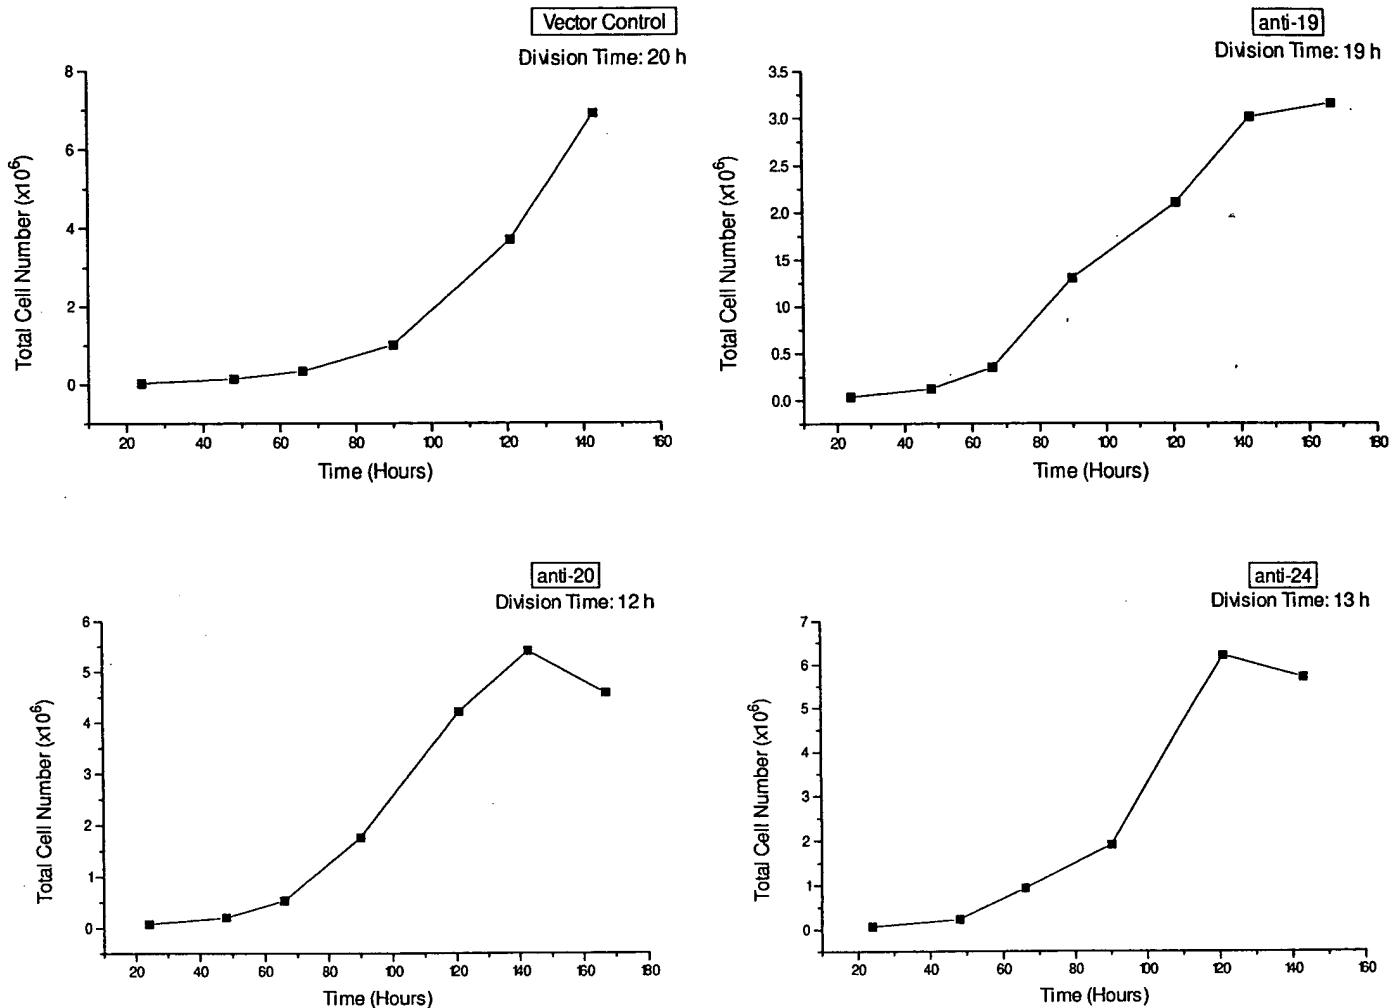 Vector Control
Division Time: 20 h
Total Cell Number (x10⁶)
8
6
4
2
0
20 40 60 80 100 120 140 160
Time (Hours)
anti-19
Division Time: 19 h
Total Cell Number (x10⁶)
3.5
3.0
2.5
2.0
1.5
1.0
0.5
0.0
20 40 60 80 100 120 140 160 180
Time (Hours)
anti-20
Division Time: 12 h
Total Cell Number (x10⁶)
6
5
4
3
2
1
0
20 40 60 80 100 120 140 160 180
Time (Hours)
anti-24
Division Time: 13 h
Total Cell Number (x10⁶)
7
6
5
4
3
2
1
0
20 40 60 80 100 120 140 160
Time (Hours)